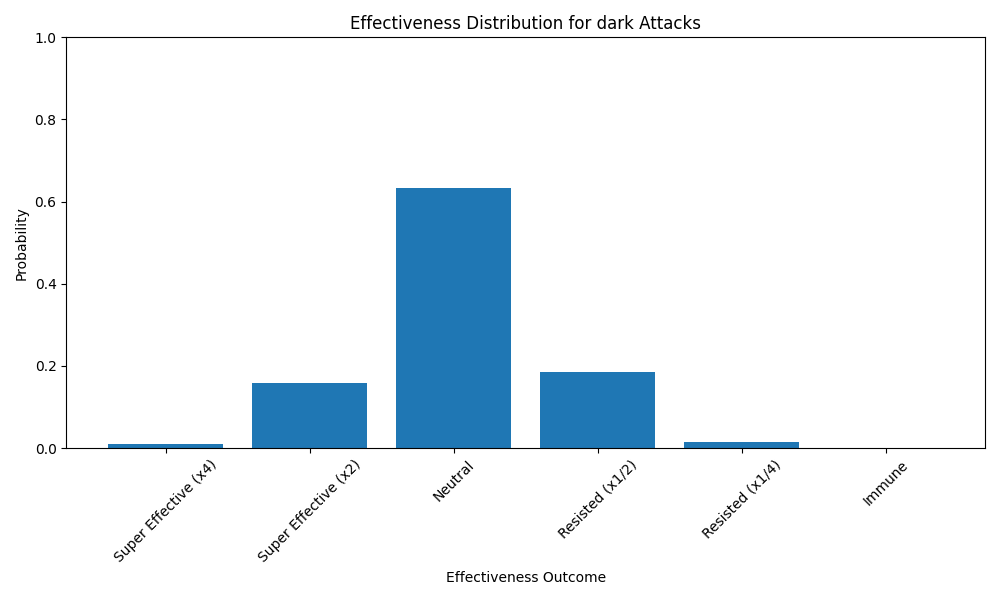 Effectiveness Distribution for dark Attacks
1.0
0.8
0.6
0.4
0.2
0.0
Probability
Super Effective (x4)
Super Effective (x2)
Neutral
Resisted (x1/2)
Resisted (x1/4)
Immune
Effectiveness Outcome